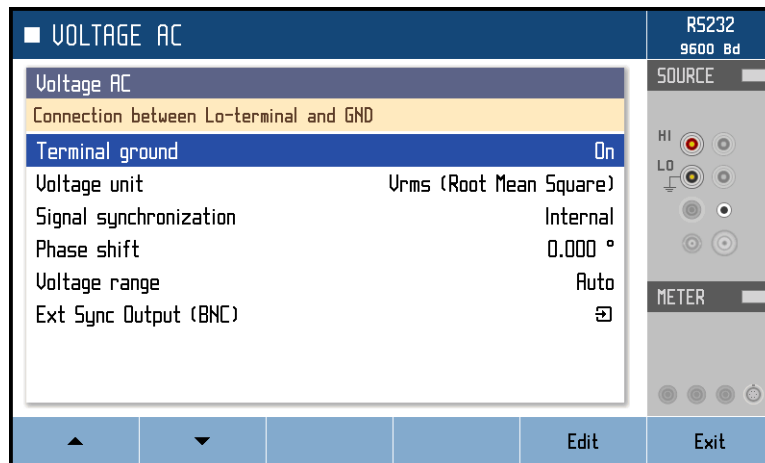 VOLTAGE AC
RS232
9600 Bd
Voltage AC
Connection between Lo-terminal and GND
Terminal ground On
Voltage unit Vrms (Root Mean Square)
Signal synchronization Internal
Phase shift 0.000 °
Voltage range Auto
Ext Sync Output (BNC)
SOURCE
HI
LO
METER
Edit
Exit